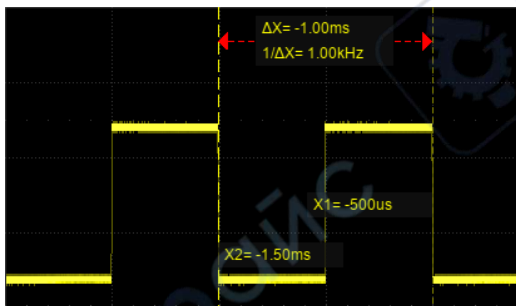 ΔX= -1.00ms
1/ΔX= 1.00kHz
X1= -500us
X2= -1.50ms